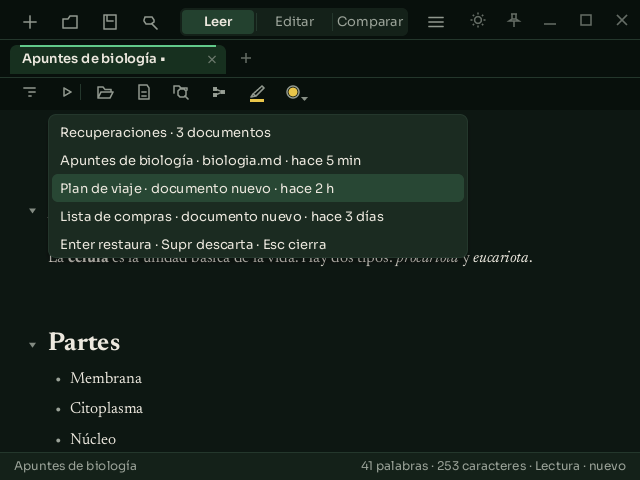 Leer Editar Comparar
Apuntes de biología •
Recuperaciones · 3 documentos
Apuntes de biología · biologia.md · hace 5 min
Plan de viaje · documento nuevo · hace 2 h
Lista de compras · documento nuevo · hace 3 días
Enter restaura · Supr descarta · Esc cierra
La célula es la unidad básica de la vida. Hay dos tipos: procariota y eucariota.
Partes
• Membrana
• Citoplasma
• Núcleo
Apuntes de biología 41 palabras · 253 caracteres · Lectura · nuevo